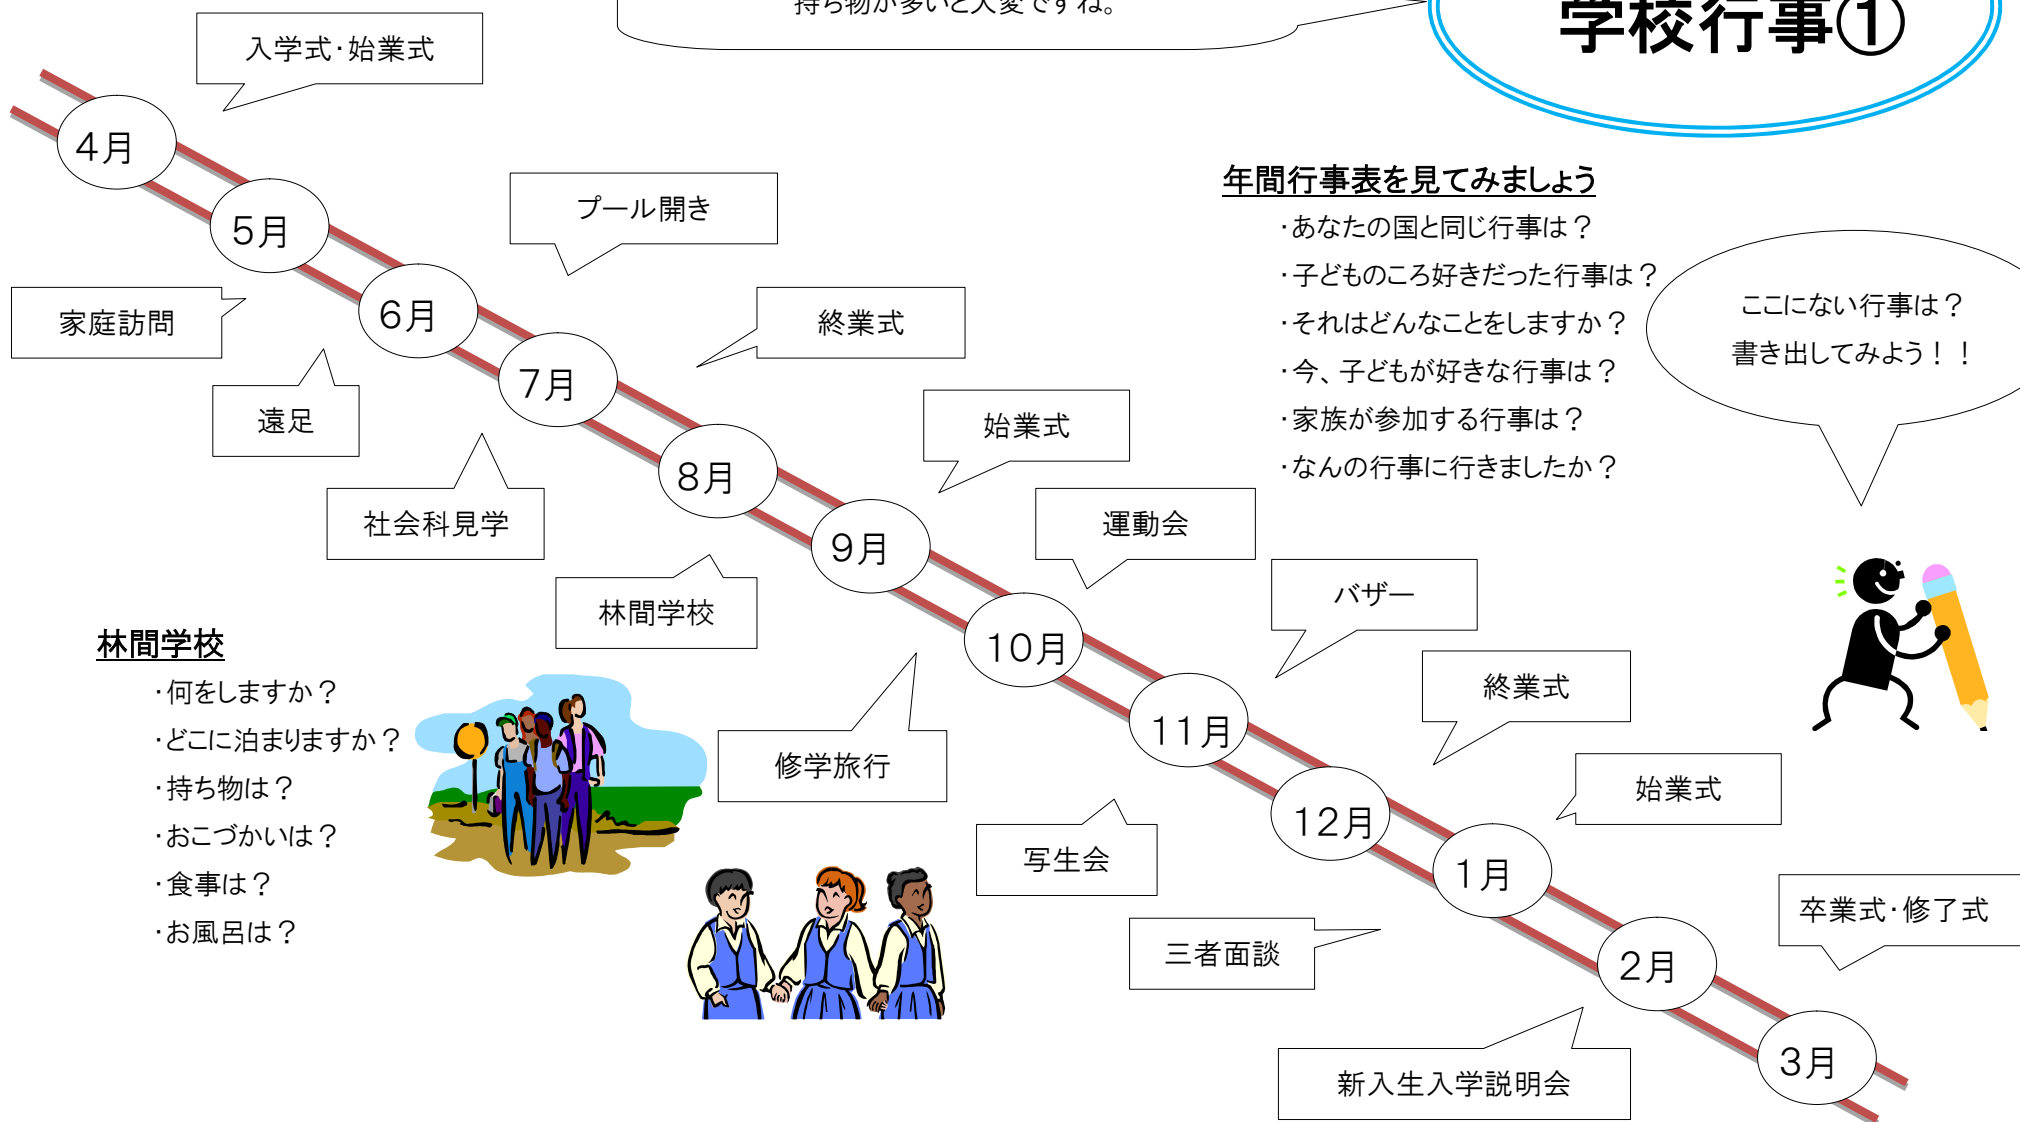 持ち物が多いと大変ですね。
学校行事①
入学式・始業式
4月
5月
6月
7月
8月
9月
10月
11月
12月
1月
2月
3月
プール開き
家庭訪問
終業式
遠足
始業式
社会科見学
運動会
林間学校
バザー
修学旅行
終業式
写生会
始業式
三者面談
卒業式・修了式
新入生入学説明会
年間行事表を見てみましょう
・あなたの国と同じ行事は？
・子どものころ好きだった行事は？
・それはどんなことをしますか？
・今、子どもが好きな行事は？
・家族が参加する行事は？
・なんの行事に行きましたか？
ここにない行事は？
書き出してみよう！！
林間学校
・何をしますか？
・どこに泊まりますか？
・持ち物は？
・おこづかいは？
・食事は？
・お風呂は？